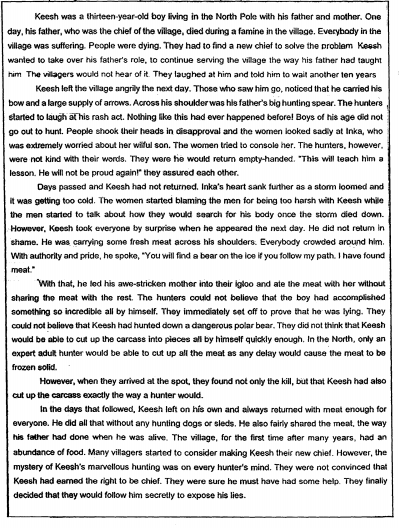 Keesh was a thirteen-year-old boy living in the North Pole with his father and mother. One
day, his father, who was the chief of the village, died during a famine in the village. Everybody in the
village was suffering. People were dying. They had to find a new chief to solve the problem Keesh
wanted to take over his father's role, to continue serving the village the way his father had taught
him The villagers would not hear of it. They laughed at him and told him to wait another ten years
Keesh left the village angrily the next day. Those who saw him go, noticed that he carried his
bow and a large supply of arrows. Across his shoulder was his father's big hunting spear. The hunters
started to laugh at his rash act. Nothing like this had ever happened before! Boys of his age did not
go out to hunt. People shook their heads in disapproval and the women looked sadly at Inka, who
was extremely worried about her wilful son. The women tried to console her. The hunters, however,
were not kind with their words. They were he would return empty-handed. "This will teach him a
lesson. He will not be proud again!" they assured each other.
Days passed and Keesh had not returned. Inka's heart sank further as a storm loomed and
it was getting too cold. The women started blaming the men for being too harsh with Keesh while
the men started to talk about how they would search for his body once the storm died down.
However, Keesh took everyone by surprise when he appeared the next day. He did not return in
shame. He was carrying some fresh meat across his shoulders. Everybody crowded around him.
With authority and pride, he spoke, "You will find a bear on the ice if you follow my path. I have found
meat."
With that, he led his awe-stricken mother into their igloo and ate the meat with her without
sharing the meat with the rest. The hunters could not believe that the boy had accomplished
something so incredible all by himself. They immediately set off to prove that he was lying. They
could not believe that Keesh had hunted down a dangerous polar bear. They did not think that Keesh
would be able to cut up the carcass into pieces all by himself quickly enough. In the North, only an
expert adult hunter would be able to cut up all the meat as any delay would cause the meat to be
frozen solid.
However, when they arrived at the spot, they found not only the kill, but that Keesh had also
cut up the carcass exactly the way a hunter would.
In the days that followed, Keesh left on his own and always returned with meat enough for
everyone. He did all that without any hunting dogs or sleds. He also fairly shared the meat, the way
his father had done when he was alive. The village, for the first time after many years, had an
abundance of food. Many villagers started to consider making Keesh their new chief. However, the
mystery of Keesh's marvellous hunting was on every hunter's mind. They were not convinced that
Keesh had earned the right to be chief. They were sure he must have had some help. They finally
decided that they would follow him secretly to expose his lies.